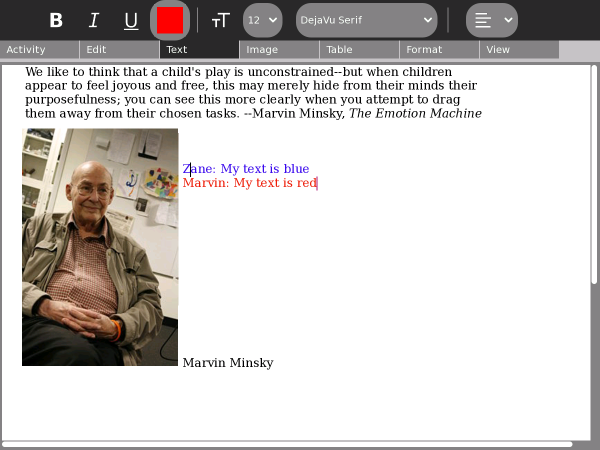 B I U TT 12 DejaVu Serif
Activity Edit Text Image Table Format View
We like to think that a child's play is unconstrained--but when children
appear to feel joyous and free, this may merely hide from their minds their
purposefulness; you can see this more clearly when you attempt to drag
them away from their chosen tasks. --Marvin Minsky, The Emotion Machine
Zane: My text is blue
Marvin: My text is red
Marvin Minsky